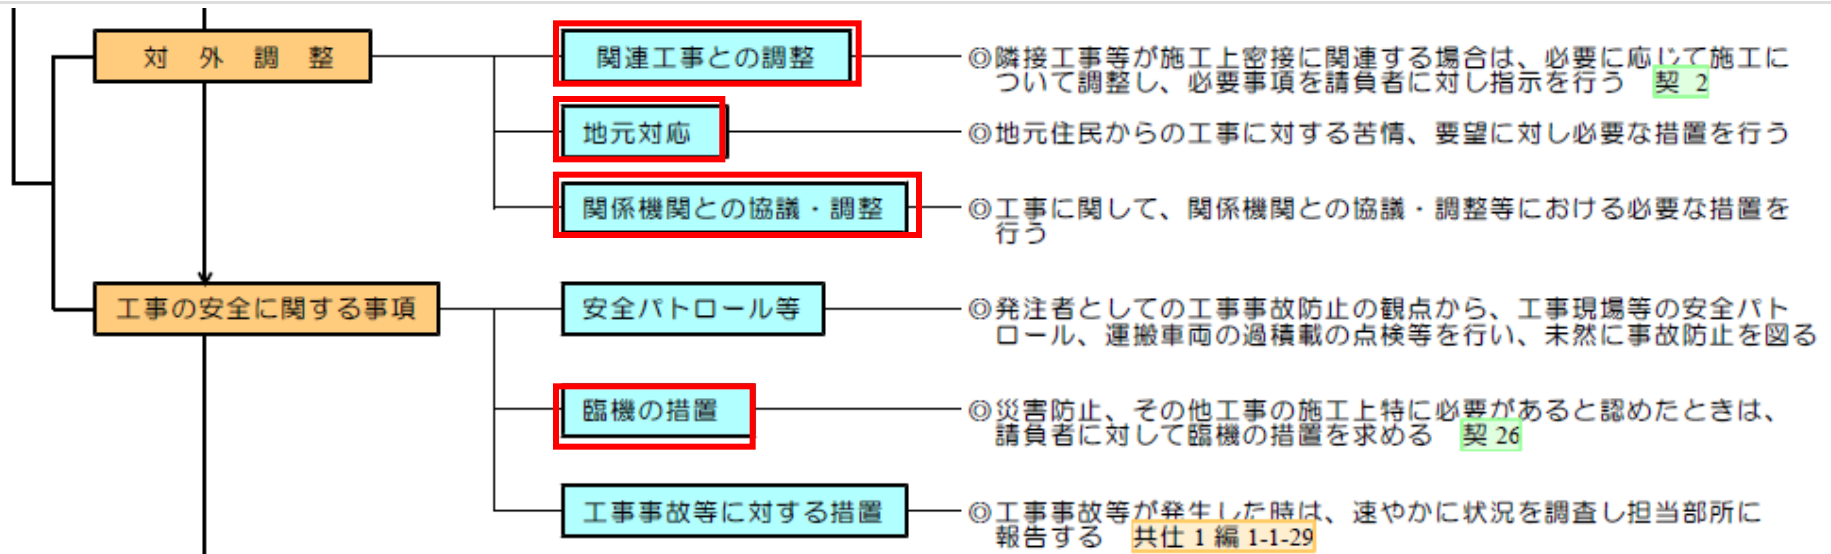 対 外 調 整
関連工事との調整
◎隣接工事等が施工上密接に関連する場合は、必要に応じて施工に
ついて調整し、必要事項を請負者に対し指示を行う 契 2
地元対応
◎地元住民からの工事に対する苦情、要望に対し必要な措置を行う
関係機関との協議・調整
◎工事に関して、関係機関との協議・調整等における必要な措置を
行う
工事の安全に関する事項
安全パトロール等
◎発注者としての工事事故防止の観点から、工事現場等の安全パト
ロール、運搬車両の過積載の点検等を行い、未然に事故防止を図る
臨機の措置
◎災害防止、その他工事の施工上特に必要があると認めたときは、
請負者に対して臨機の措置を求める 契 26
工事事故等に対する措置
◎工事事故等が発生した時は、速やかに状況を調査し担当部所に
報告する 共仕 1 編 1-1-29